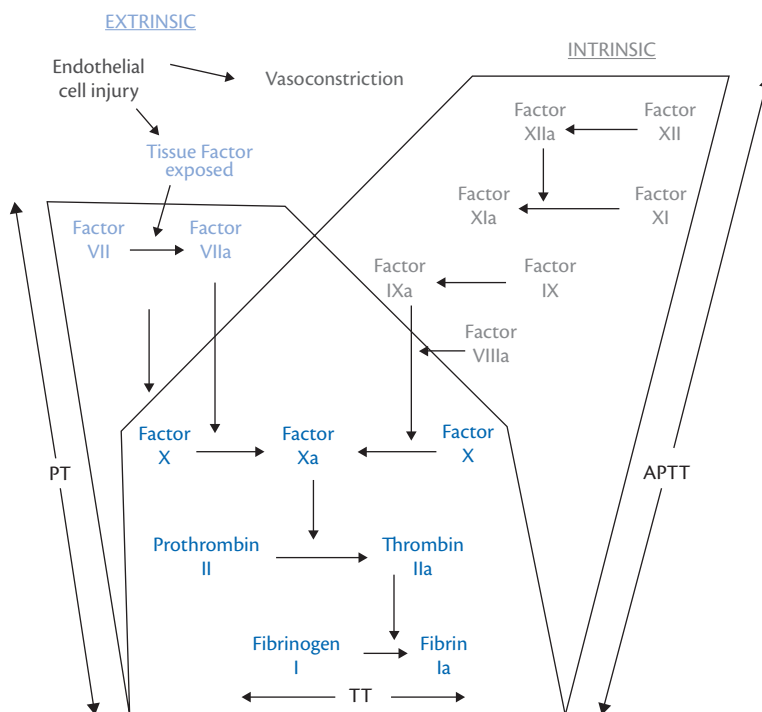 EXTRINSIC
Endothelial
cell injury
Vasoconstriction
INTRINSIC
Factor
XIIa
Factor
XII
Tissue Factor
exposed
Factor
XIa
Factor
XI
Factor
VII
Factor
VIIa
Factor
IXa
Factor
IX
Factor
VIIIa
Factor
X
Factor
Xa
Factor
X
PT
APTT
Prothrombin
II
Thrombin
IIa
Fibrinogen
I
Fibrin
Ia
TT